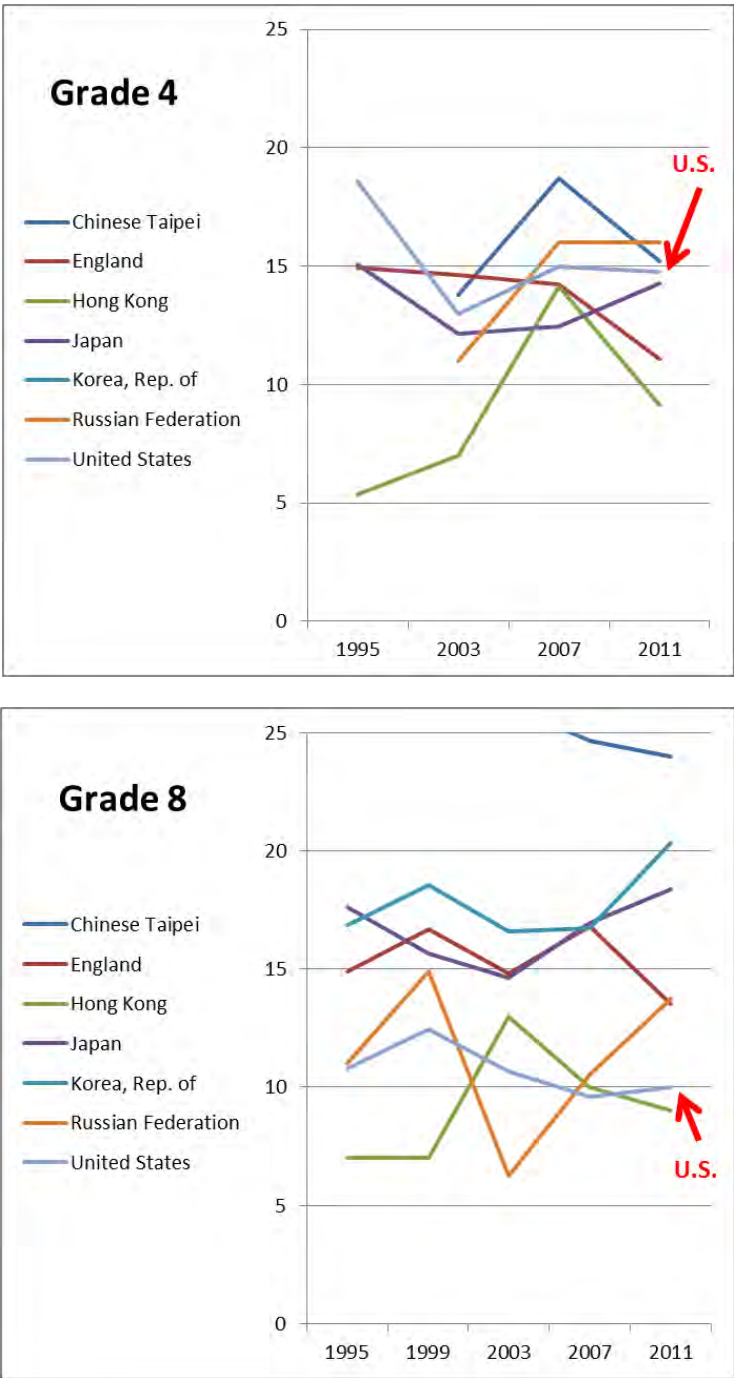 Grade 4
25
20
15
10
5
0
U.S.
Chinese Taipei
England
Hong Kong
Japan
Korea, Rep. of
Russian Federation
United States
1995 2003 2007 2011
Grade 8
25
20
15
10
5
0
Chinese Taipei
England
Hong Kong
Japan
Korea, Rep. of
Russian Federation
United States
U.S.
1995 1999 2003 2007 2011